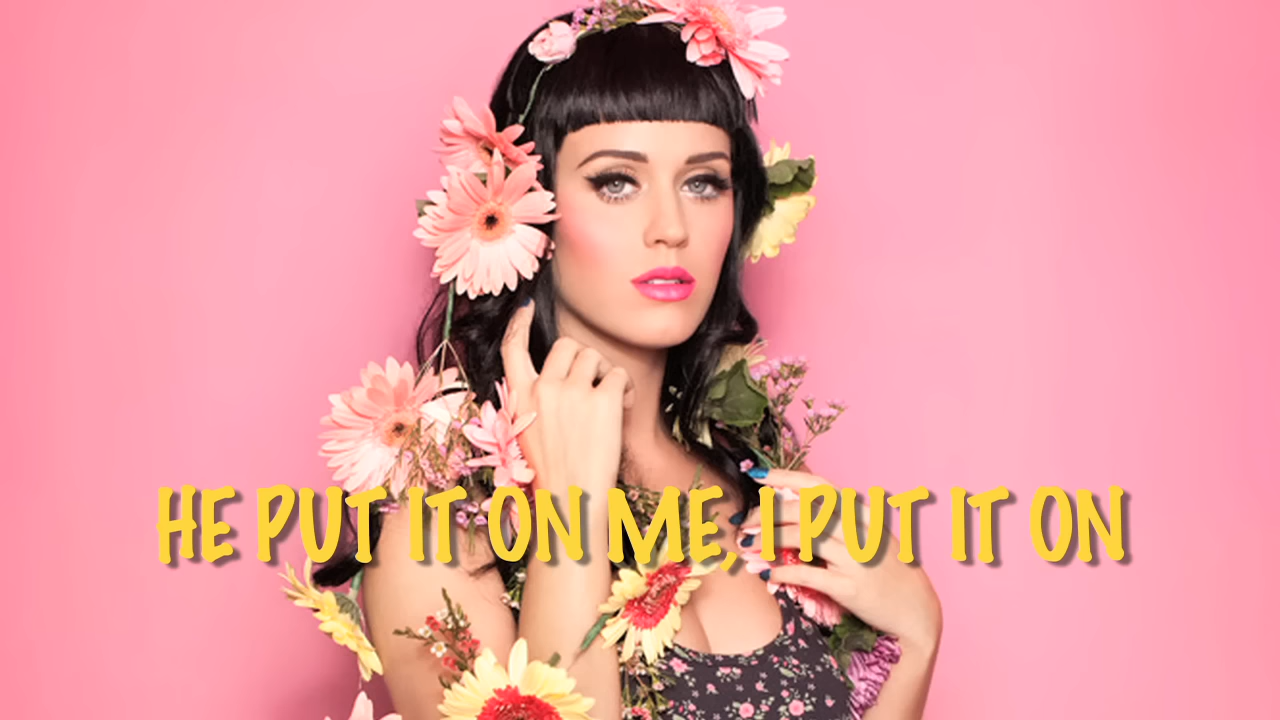 HE PUT IT ON ME, I PUT IT ON